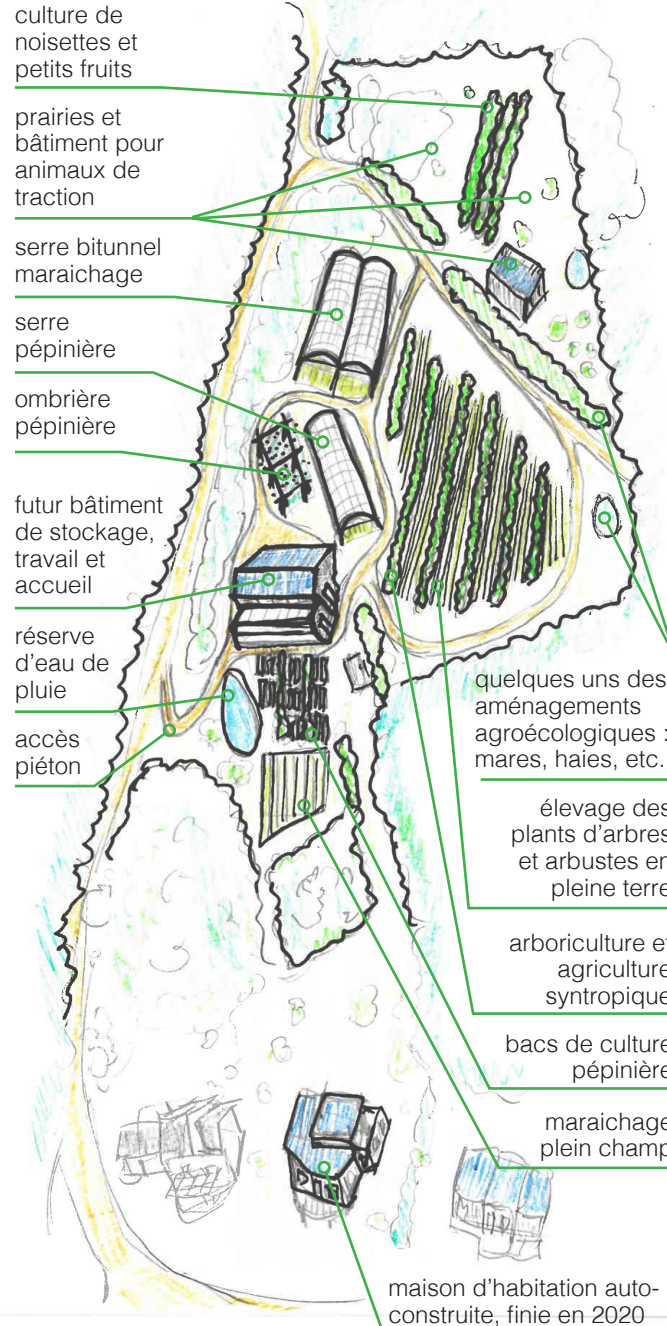 culture de
noisettes et
petits fruits
prairies et
bâtiment pour
animaux de
traction
serre bitunnel
maraichage
serre
pépinière
ombrière
pépinière
futur bâtiment
de stockage,
travail et
accueil
réserve
d'eau de
pluie
accès
piéton
quelques uns des
aménagements
agroécologiques :
mares, haies, etc.
élevage des
plants d'arbres
et arbustes en
pleine terre
arboriculture et
agriculture
syntropique
bacs de culture
pépinière
maraichage
plein champ
maison d'habitation auto-
construite, finie en 2020